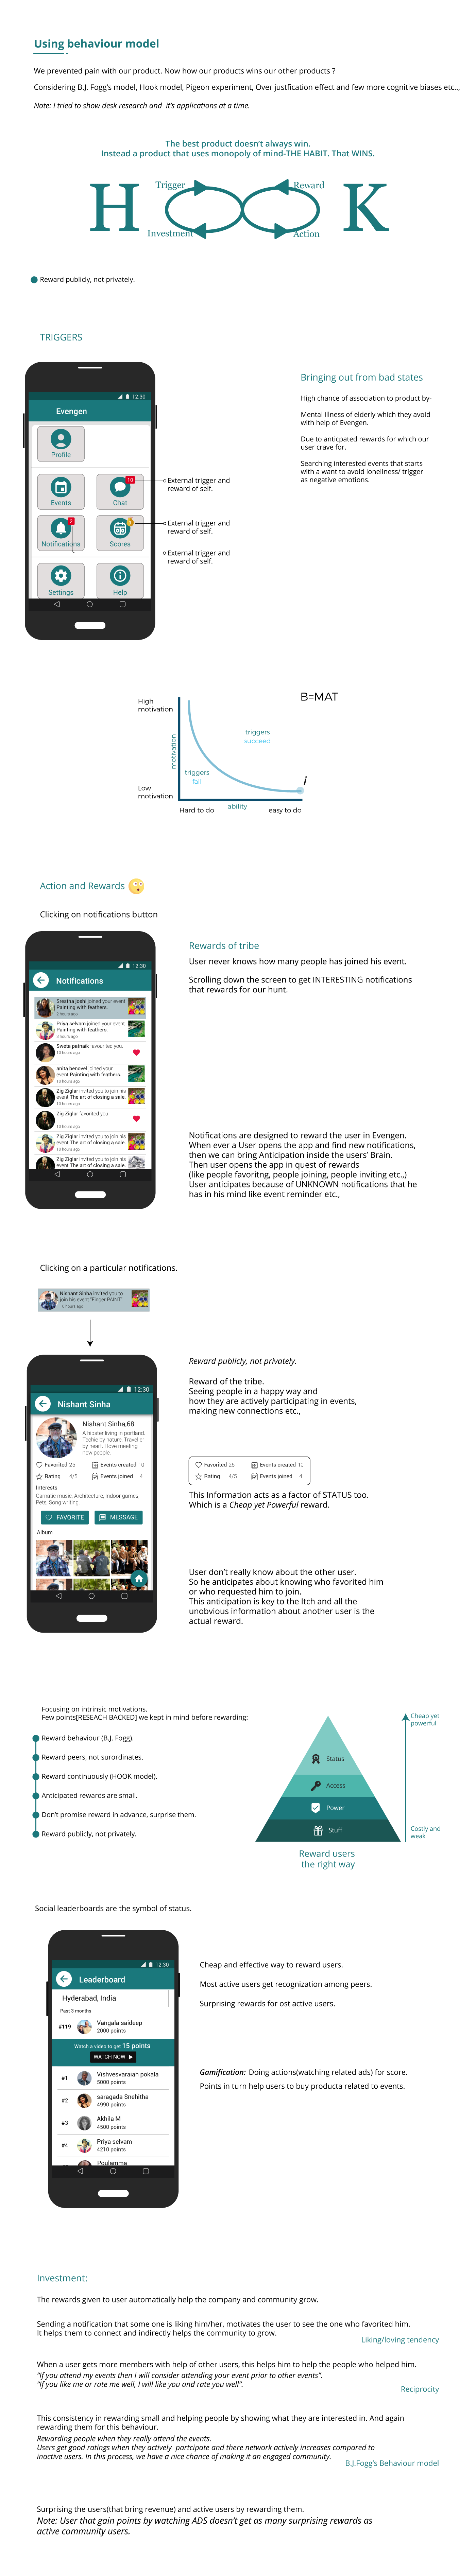 Using behaviour model
We prevented pain with our product. Now how our products wins our other products ?
Considering B.J. Fogg's model, Hook model, Pigeon experiment, Over justfication effect and few more cognitive biases etc..,
Note: I tried to show desk research and it's applications at a time.
The best product doesn't always win.
Instead a product that uses monopoly of mind-THE HABIT. That WINS.
H K
Trigger
Reward
Investment
Action
Reward publicly, not privately.
TRIGGERS
12:30
Evengen
Profile
Events
Chat
10
Notifications
Scores
Settings
Help
External trigger and
reward of self.
External trigger and
reward of self.
External trigger and
reward of self.
Bringing out from bad states
High chance of association to product by-
Mental illness of elderly which they avoid
with help of Evengen.
Due to anticpated rewards for which our
user crave for.
Searching interested events that starts
with a want to avoid loneliness/ trigger
as negative emotions.
B=MAT
High
motivation
motivation
Low
motivation
triggers
succeed
triggers
fail
i
Hard to do
ability
easy to do
Action and Rewards
Clicking on notifications button
12:30
Notifications
Srestha joshi joined your event
Painting with feathers.
2 hours ago
Priya selvam joined your event
Painting with feathers.
3 hours ago
Sweta patnaik favourited you
10 hours ago
anita benovel joined your
event Painting with feathers.
10 hours ago
Zig Ziglar invited you to join his
event The art of closing a sale.
10 hours ago
Zig Ziglar favorited you
10 hours ago
Zig Ziglar invited you to join his
event The art of closing a sale.
10 hours ago
Zig Ziglar invited you to join his
event The art of closing a sale.
Rewards of tribe
User never knows how many people has joined his event.
Scrolling down the screen to get INTERESTING notifications
that rewards for our hunt.
Notifications are designed to reward the user in Evengen.
When ever a User opens the app and find new notifications,
then we can bring Anticipation inside the users' Brain.
Then user opens the app in quest of rewards
(like people favoritng, people joining, people inviting etc.,)
User anticipates because of UNKNOWN notifications that he
has in his mind like event reminder etc.,
Clicking on a particular notifications.
Nishant Sinha invited you to
join his event "Finger PAINT".
10 hours ago
12:30
Nishant Sinha
Nishant Sinha,68
A hipster living in portland.
Techie by nature. Traveller
by heart. I love meeting
new people.
Favorited 25
Events created 10
Rating 4/5
Events joined 4
Interests
Carnatic music, Architecture, Indoor games,
Pets, Song writing.
FAVORITE
MESSAGE
Album
Reward publicly, not privately.
Reward of the tribe.
Seeing people in a happy way and
how they are actively participating in events,
making new connections etc.,
Favorited 25
Events created 10
Rating 4/5
Events joined 4
This Information acts as a factor of STATUS too.
Which is a Cheap yet Powerful reward.
User don't really know about the other user.
So he anticipates about knowing who favorited him
or who requested him to join.
This anticipation is key to the Itch and all the
unobvious information about another user is the
actual reward.
Focusing on intrinsic motivations.
Few points[RESEACH BACKED] we kept in mind before rewarding:
Reward behaviour (B.J. Fogg).
Reward peers, not surordinates.
Reward continuously (HOOK model).
Anticipated rewards are small.
Don't promise reward in advance, surprise them.
Reward publicly, not privately.
Cheap yet
powerful
Status
Access
Power
Stuff
Costly and
weak
Reward users
the right way
Social leaderboards are the symbol of status.
12:30
Leaderboard
Hyderabad, India
Past 3 months
#119
Vangala saideep
2000 points
Watch a video to get 15 points
WATCH NOW
#1
Vishvesvaraiah pokala
5000 points
#2
saragada Snehitha
4990 points
#3
Akhila M
4500 points
#4
Priya selvam
4210 points
Poulamma
Cheap and effective way to reward users.
Most active users get recognization among peers.
Surprising rewards for ost active users.
Gamification: Doing actions(watching related ads) for score.
Points in turn help users to buy producta related to events.
Investment:
The rewards given to user automatically help the company and community grow.
Sending a notification that some one is liking him/her, motivates the user to see the one who favorited him.
It helps them to connect and indirectly helps the community to grow.
Liking/loving tendency
When a user gets more members with help of other users, this helps him to help the people who helped him.
"If you attend my events then I will consider attending your event prior to other events".
"If you like me or rate me well, I will like you and rate you well".
Reciprocity
This consistency in rewarding small and helping people by showing what they are interested in. And again
rewarding them for this behaviour.
Rewarding people when they really attend the events.
Users get good ratings when they actively partcipate and there network actively increases compared to
inactive users. In this process, we have a nice chance of making it an engaged community.
B.J.Fogg's Behaviour model
Surprising the users(that bring revenue) and active users by rewarding them.
Note: User that gain points by watching ADS doesn't get as many surprising rewards as
active community users.